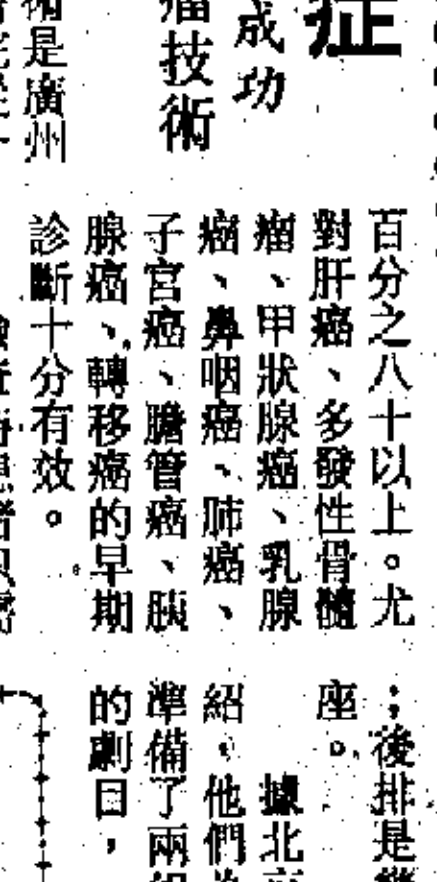 症
成功
瘤技術
術是廣州
百分之八十以上。尤
對肝癌、多發性骨髓
瘤、甲狀腺癌、乳腺
癌、鼻咽癌、肺癌、
子宮癌、膽管癌、胰
腺癌、轉移癌的早期
診斷十分有效。
；後排是
座。
據北
紹，他們
準備了兩
的劇目，